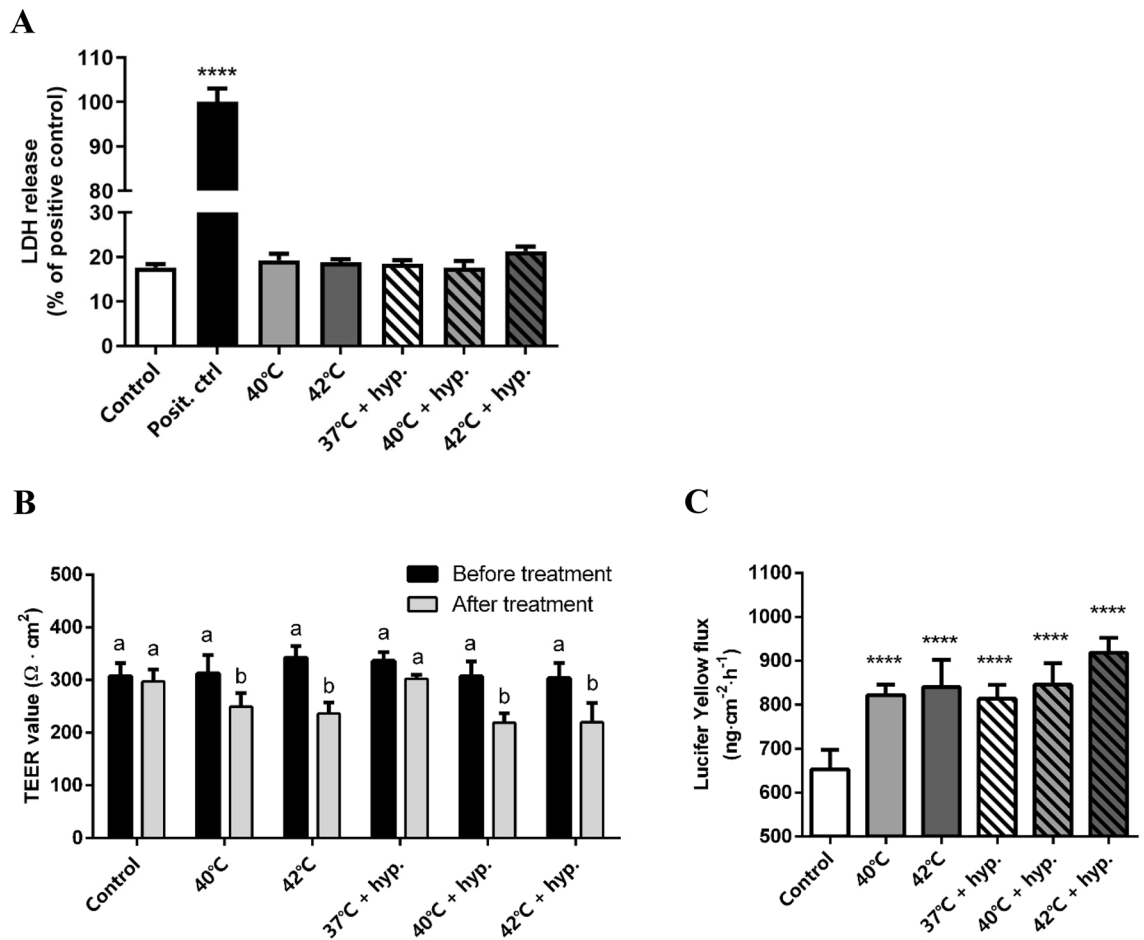 A
LDH release
(% of positive control)
110
100
90
80
30
20
10
0
****
Control
Posit. ctrl
40℃
42℃
37℃ + hyp.
40℃ + hyp.
42℃ + hyp.
B
TEER value (Ω · cm²)
500
400
300
200
100
0
Before treatment
After treatment
a a a b a b a a a b a b
Control
40℃
42℃
37℃ + hyp.
40℃ + hyp.
42℃ + hyp.
C
Lucifer Yellow flux
(ng·cm⁻²·h⁻¹)
1100
1000
900
800
700
600
500
**** **** **** **** ****
Control
40℃
42℃
37℃ + hyp.
40℃ + hyp.
42℃ + hyp.